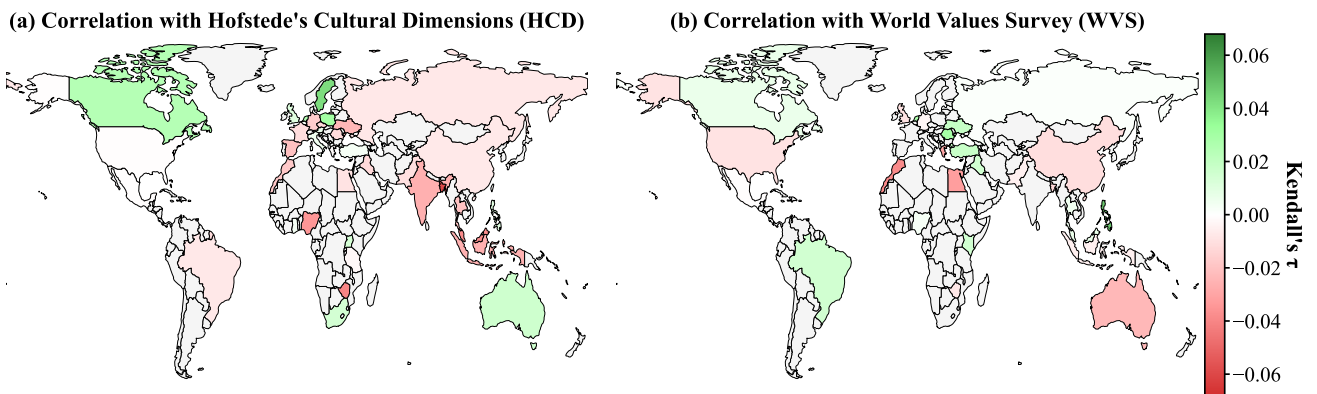 (a) Correlation with Hofstede's Cultural Dimensions (HCD)
(b) Correlation with World Values Survey (WVS)
0.06
0.04
0.02
0.00
−0.02
−0.04
−0.06
Kendall's τ